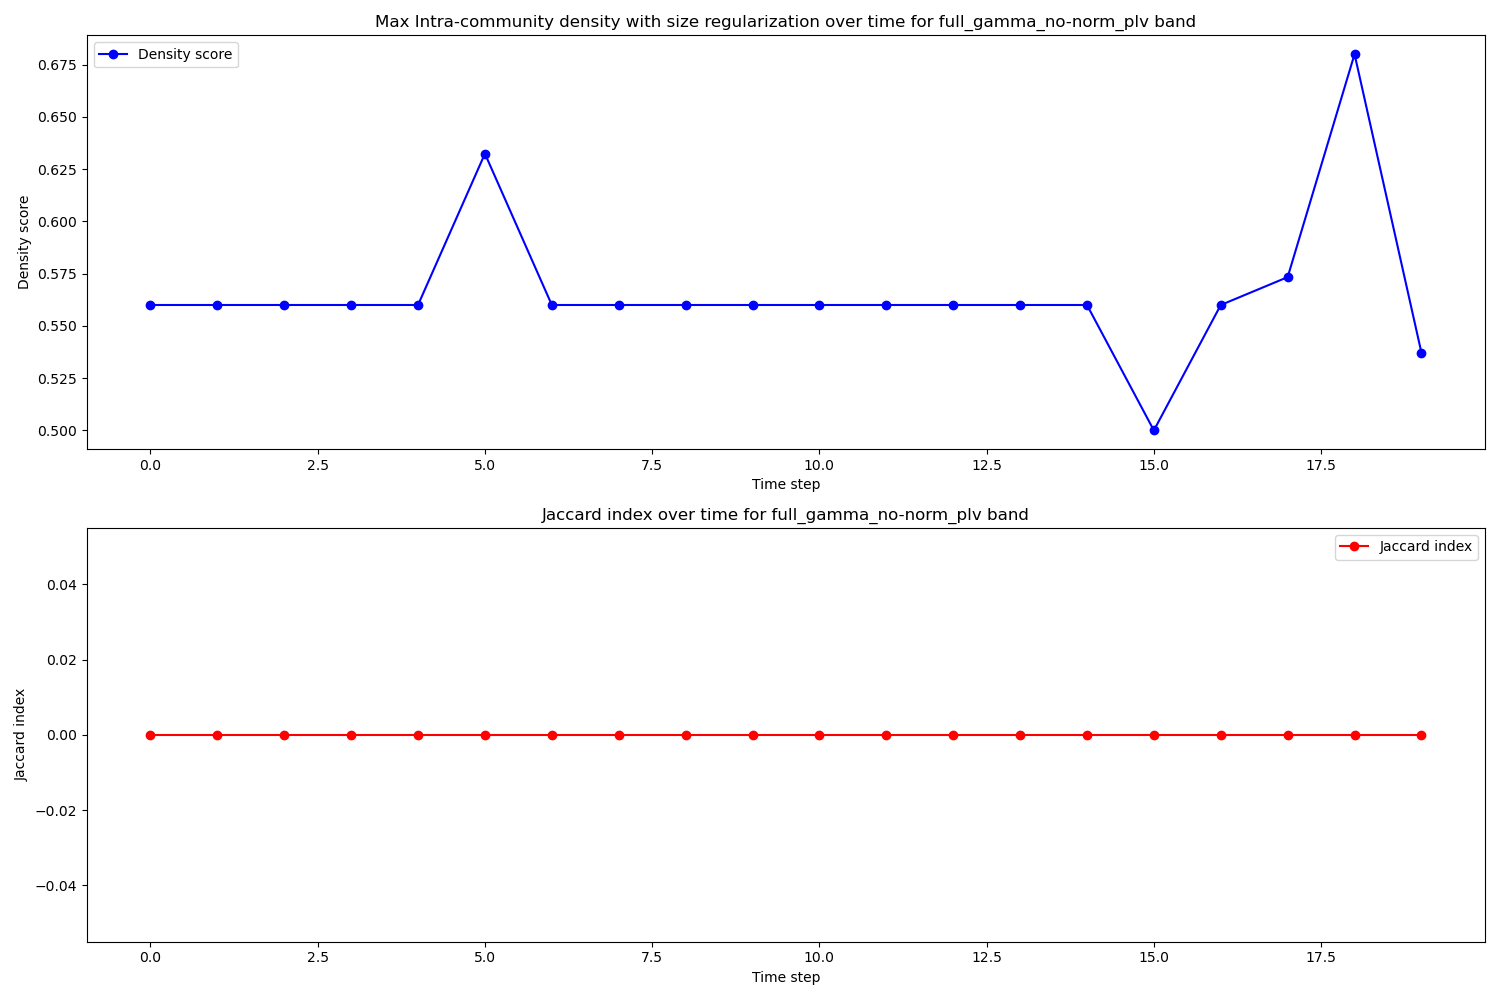 Max Intra-community density with size regularization over time for full_gamma_no-norm_plv band
Density score
0.675
0.650
0.625
0.600
0.575
0.550
0.525
0.500
Density score
0.0 2.5 5.0 7.5 10.0 12.5 15.0 17.5
Time step
Jaccard index over time for full_gamma_no-norm_plv band
Jaccard index
0.04
0.02
0.00
−0.02
−0.04
Jaccard index
0.0 2.5 5.0 7.5 10.0 12.5 15.0 17.5
Time step